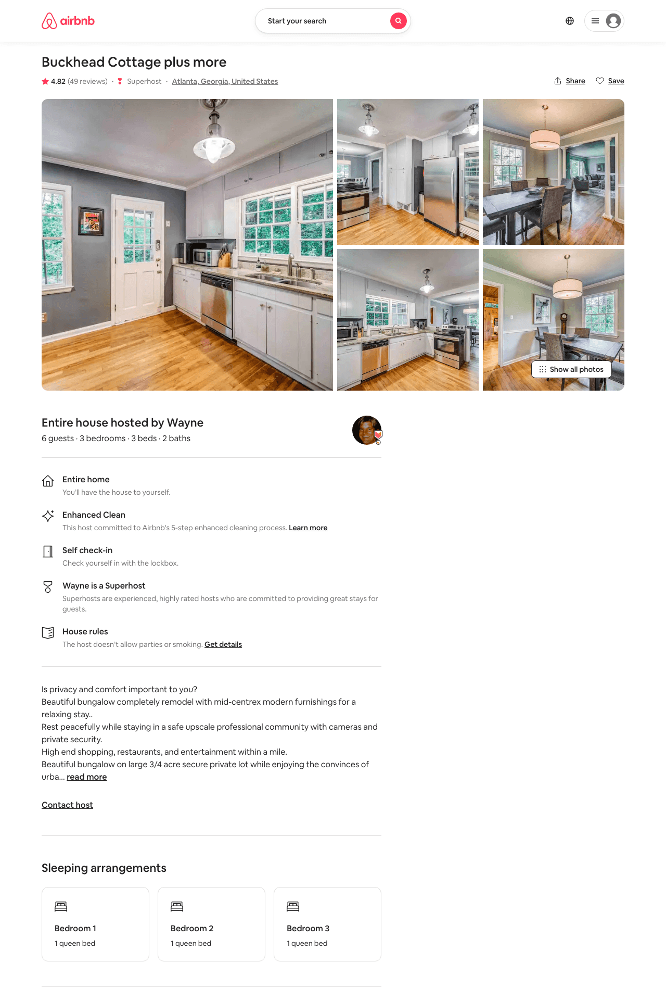 airbnb
Start your search
Buckhead Cottage plus more
4.82 (49 reviews) · Superhost · Atlanta, Georgia, United States
Share
Save
Show all photos
Entire house hosted by Wayne
6 guests · 3 bedrooms · 3 beds · 2 baths
Entire home
You’ll have the house to yourself.
Enhanced Clean
This host committed to Airbnb's 5-step enhanced cleaning process. Learn more
Self check-in
Check yourself in with the lockbox.
Wayne is a Superhost
Superhosts are experienced, highly rated hosts who are committed to providing great stays for
guests.
House rules
The host doesn’t allow parties or smoking. Get details
Is privacy and comfort important to you?
Beautiful bungalow completely remodel with mid-centrex modern furnishings for a
relaxing stay..
Rest peacefully while staying in a safe upscale professional community with cameras and
private security.
High end shopping, restaurants, and entertainment within a mile.
Beautiful bungalow on large 3/4 acre secure private lot while enjoying the convinces of
urba... read more
Contact host
Sleeping arrangements
Bedroom 1
1 queen bed
Bedroom 2
1 queen bed
Bedroom 3
1 queen bed